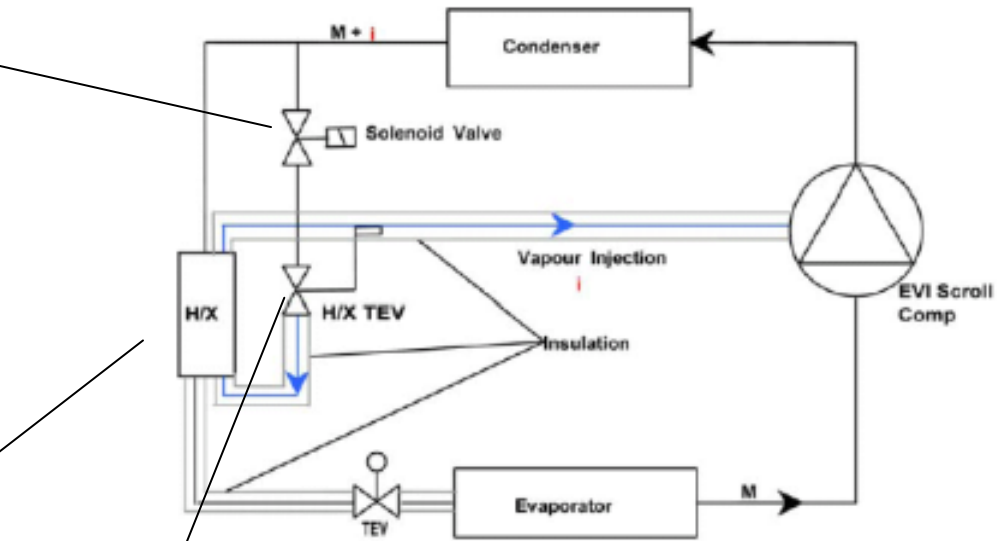 M + i
Condenser
Solenoid Valve
Vapour Injection
i
EVI Scroll
Comp
H/X
H/X TEV
Insulation
M
Evaporator
TEV